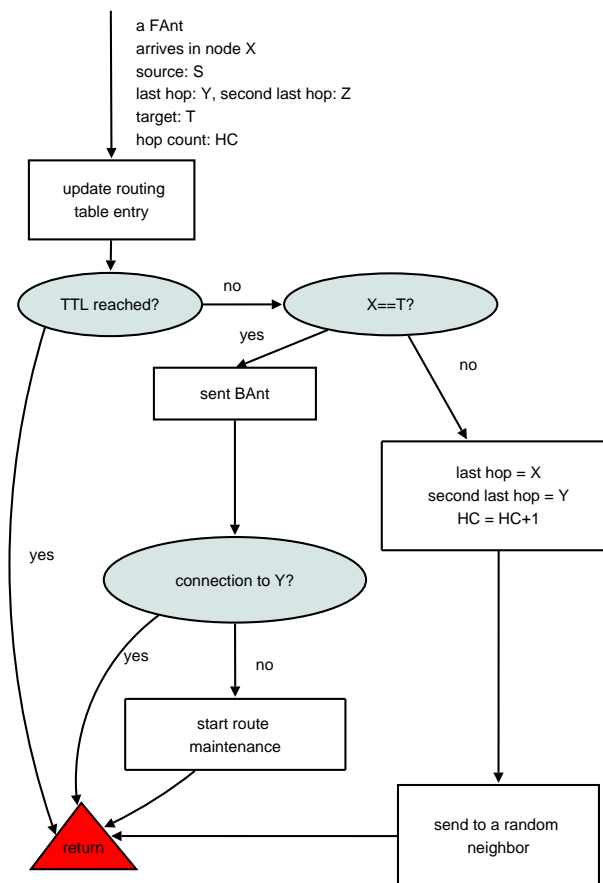 a FAnt
arrives in node X
source: S
last hop: Y, second last hop: Z
target: T
hop count: HC
update routing
table entry
TTL reached?
no
X==T?
yes
no
sent BAnt
last hop = X
second last hop = Y
HC = HC+1
yes
connection to Y?
yes
no
start route
maintenance
send to a random
neighbor
return